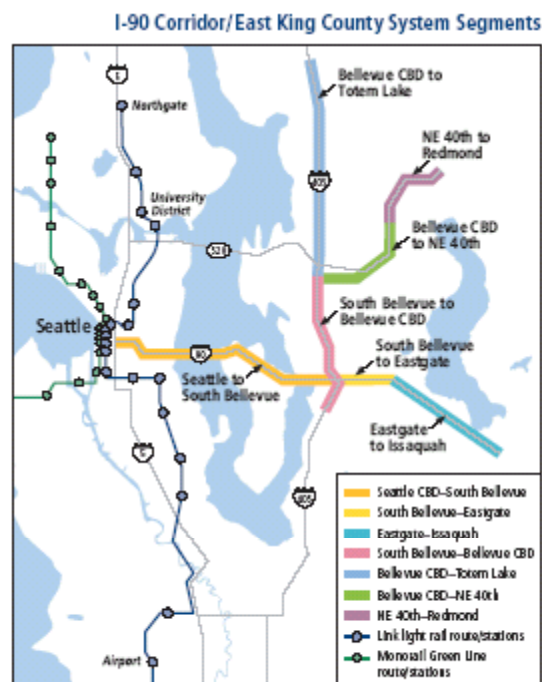 I-90 Corridor/East King County System Segments
5
Northgate
Bellevue CBD to
Totem Lake
NE 40th to
Redmond
405
University
District
520
Bellevue CBD
to NE 40th
South Bellevue to
Bellevue CBD
Seattle
90
South Bellevue
to Eastgate
Seattle to
South Bellevue
Eastgate
to Issaquah
5
405
Seattle CBD–South Bellevue
South Bellevue–Eastgate
Eastgate–Issaquah
South Bellevue–Bellevue CBD
Bellevue CBD–Totem Lake
Bellevue CBD–NE 40th
NE 40th–Redmond
Link light rail route/stations
Monorail Green Line
route/stations
Airport